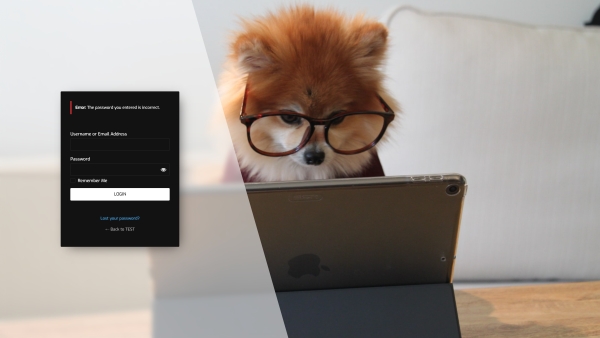 Error: The password you entered is incorrect.
Username or Email Address
Password
Remember Me
LOGIN
Lost your password?
← Back to TEST